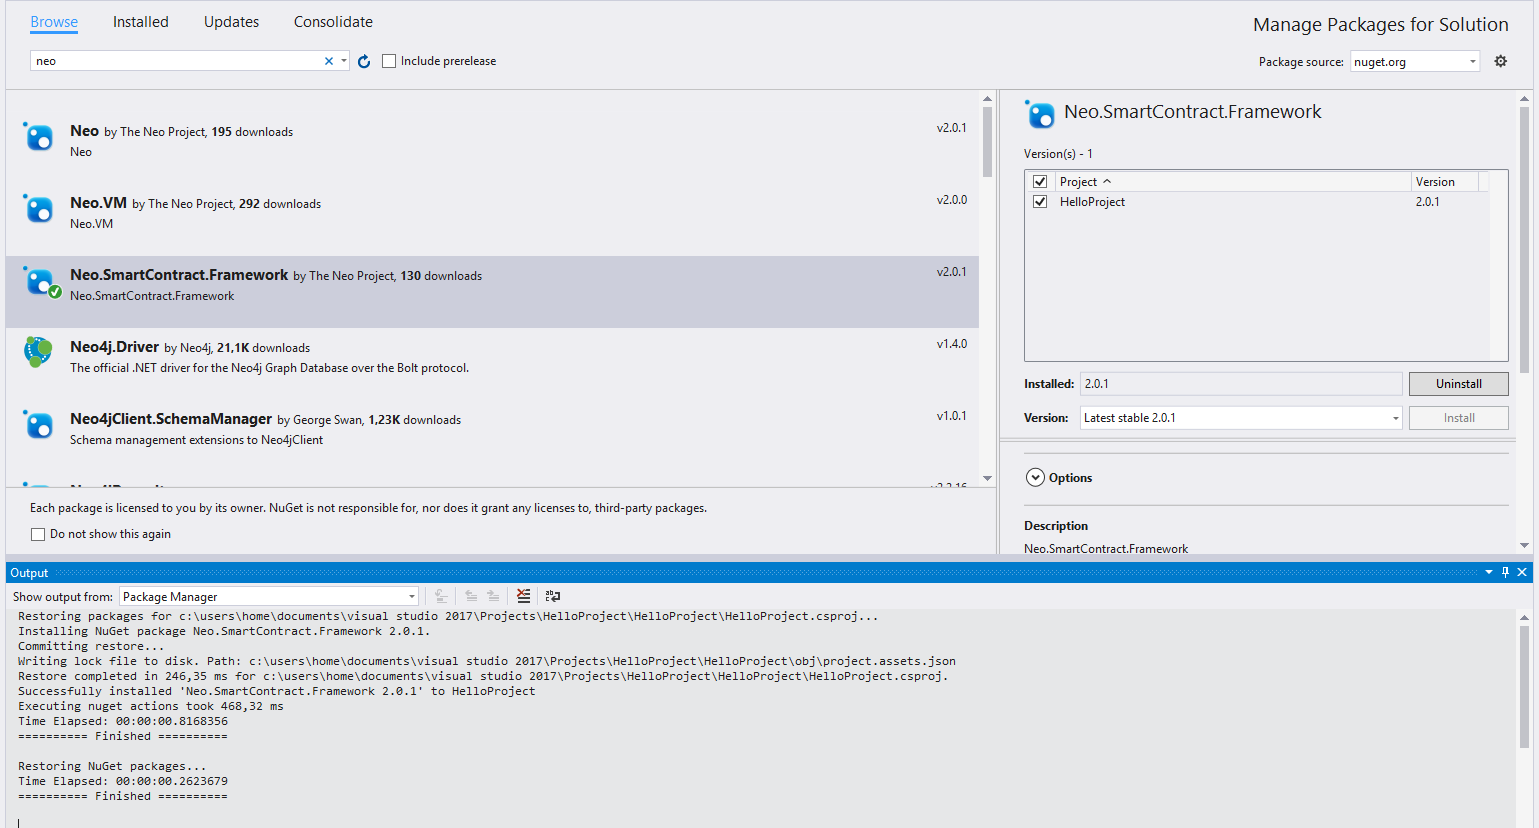 Browse Installed Updates Consolidate
Manage Packages for Solution
neo
Include prerelease
Package source: nuget.org
Neo by The Neo Project, 195 downloads v2.0.1
Neo
Neo.VM by The Neo Project, 292 downloads v2.0.0
Neo.VM
Neo.SmartContract.Framework by The Neo Project, 130 downloads v2.0.1
Neo.SmartContract.Framework
Neo4j.Driver by Neo4j, 21,1K downloads v1.4.0
The official .NET driver for the Neo4j Graph Database over the Bolt protocol.
Neo4jClient.SchemaManager by George Swan, 1,23K downloads v1.0.1
Schema management extensions to Neo4jClient
Each package is licensed to you by its owner. NuGet is not responsible for, nor does it grant any licenses to, third-party packages.
Do not show this again
Neo.SmartContract.Framework
Version(s) - 1
Project Version
HelloProject 2.0.1
Installed: 2.0.1 Uninstall
Version: Latest stable 2.0.1 Install
Options
Description
Neo.SmartContract.Framework
Output
Show output from: Package Manager
Restoring packages for c:\users\home\documents\visual studio 2017\Projects\HelloProject\HelloProject\HelloProject.csproj...
Installing NuGet package Neo.SmartContract.Framework 2.0.1.
Committing restore...
Writing lock file to disk. Path: c:\users\home\documents\visual studio 2017\Projects\HelloProject\HelloProject\obj\project.assets.json
Restore completed in 246,35 ms for c:\users\home\documents\visual studio 2017\Projects\HelloProject\HelloProject\HelloProject.csproj.
Successfully installed 'Neo.SmartContract.Framework 2.0.1' to HelloProject
Executing nuget actions took 468,32 ms
Time Elapsed: 00:00:00.8168356
========== Finished ==========
Restoring NuGet packages...
Time Elapsed: 00:00:00.2623679
========== Finished ==========